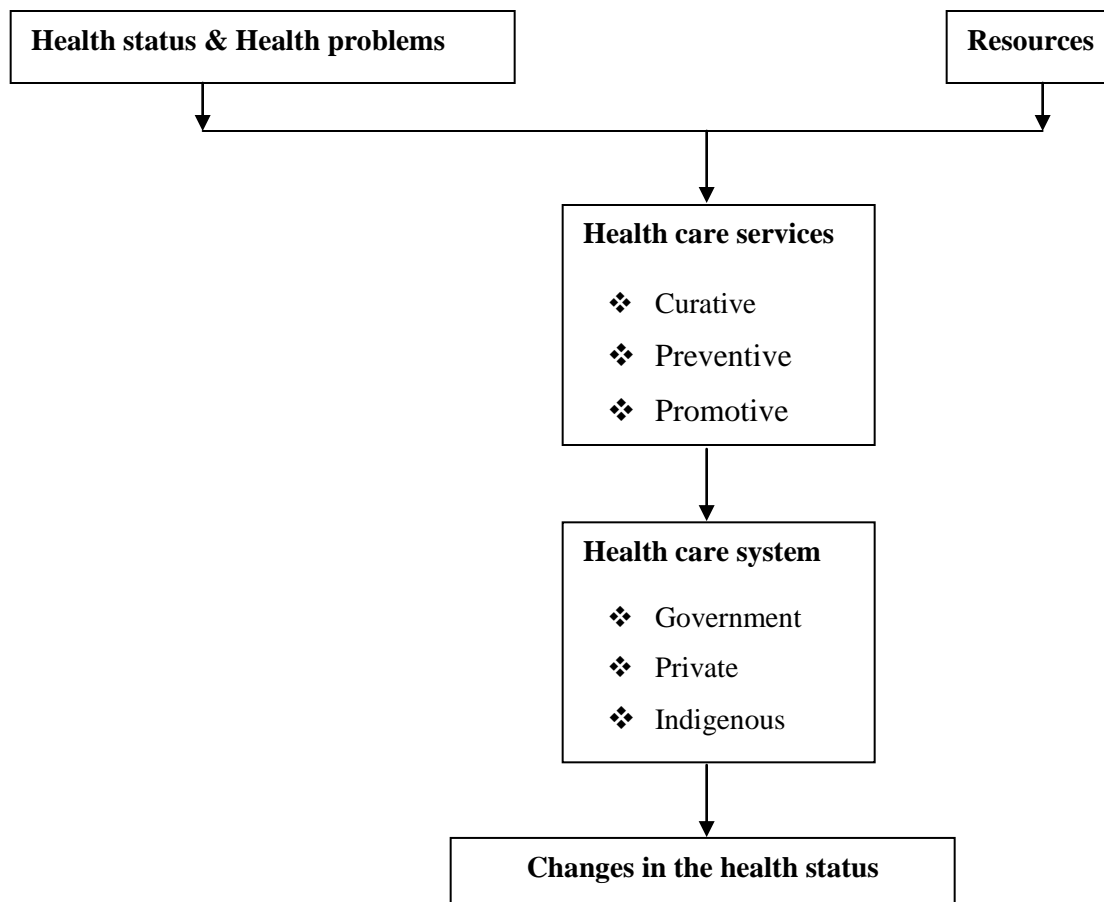 Health status & Health problems
Resources
Health care services
❖ Curative
❖ Preventive
❖ Promotive
Health care system
❖ Government
❖ Private
❖ Indigenous
Changes in the health status